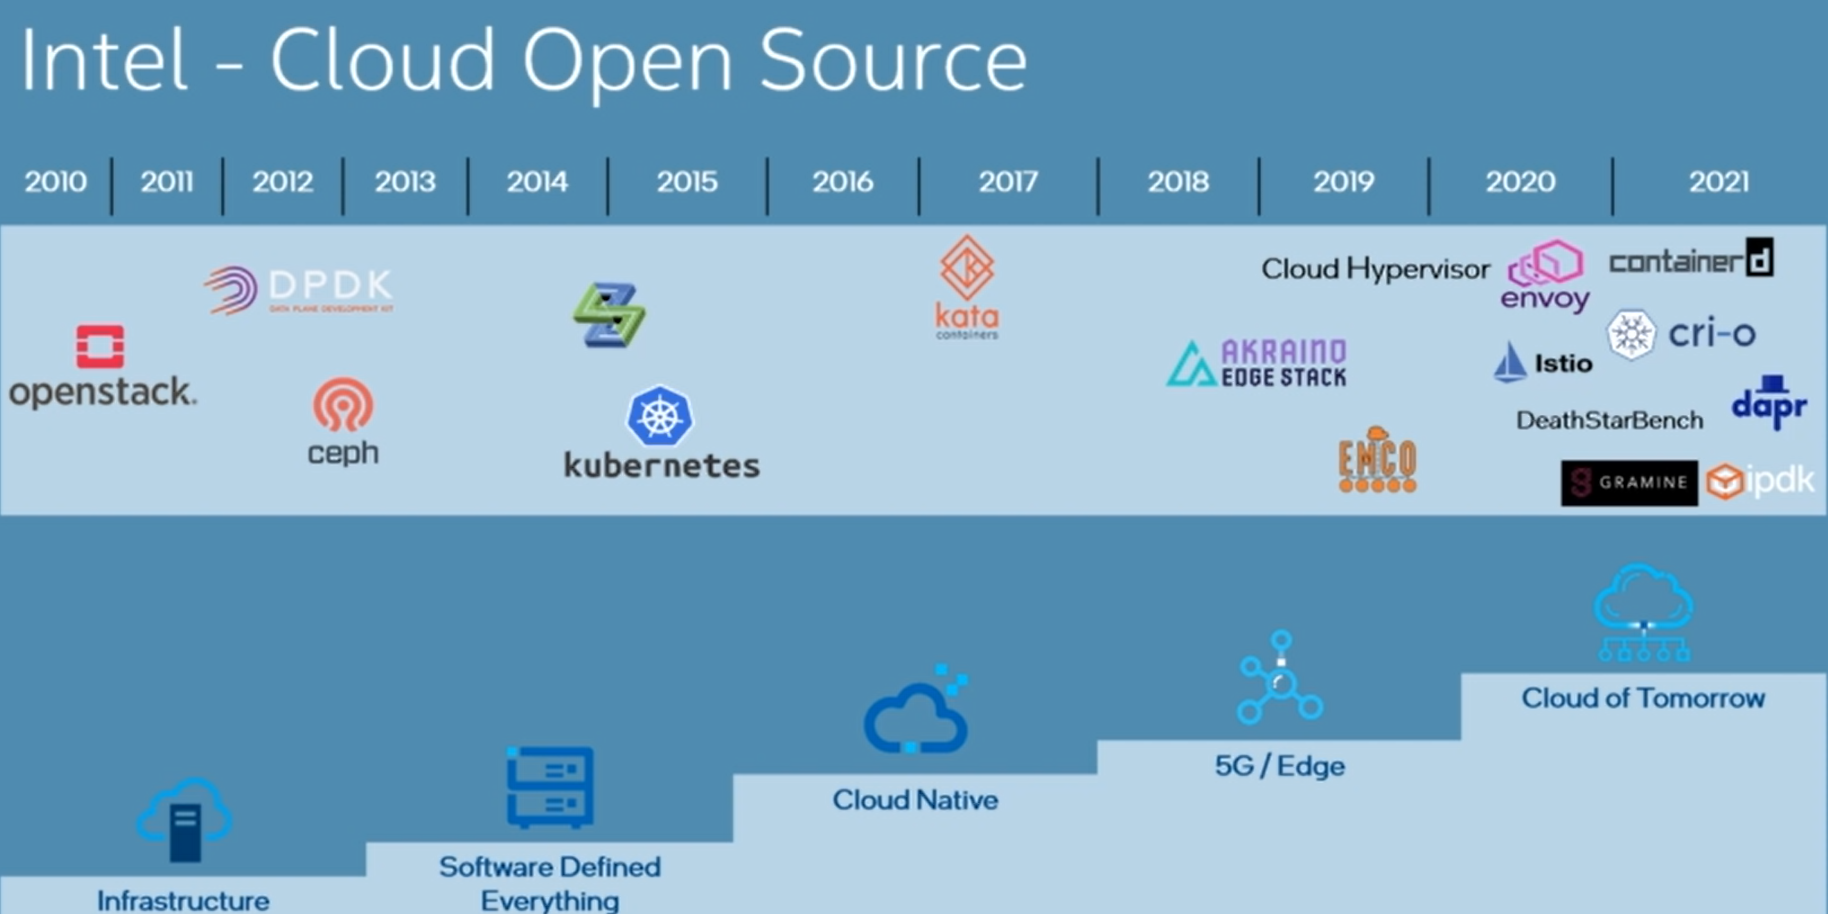 Intel - Cloud Open Source
2010 2011 2012 2013 2014 2015 2016 2017 2018 2019 2020 2021
openstack.
DPDK
DATA PLANE DEVELOPMENT KIT
ceph
kubernetes
kata
containers
AKRAINO
EDGE STACK
EMCO
Cloud Hypervisor
envoy
containerd
cri-o
Istio
DeathStarBench
dapr
GRAMINE
ipdk
Infrastructure
Software Defined
Everything
Cloud Native
5G / Edge
Cloud of Tomorrow